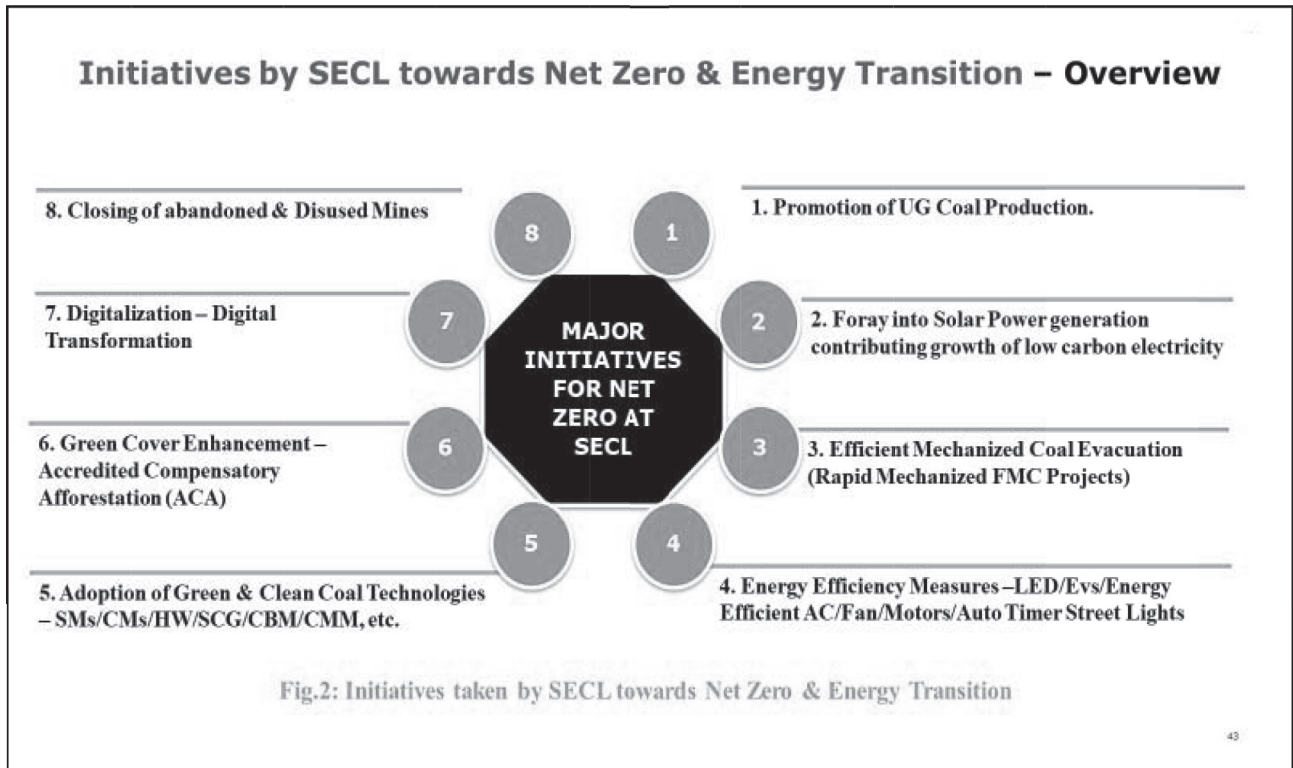 Initiatives by SECL towards Net Zero & Energy Transition – Overview
8. Closing of abandoned & Disused Mines
7. Digitalization – Digital
Transformation
6. Green Cover Enhancement –
Accredited Compensatory
Afforestation (ACA)
5. Adoption of Green & Clean Coal Technologies
– SMs/CMs/HW/SCG/CBM/CMM, etc.
8
7
6
5
MAJOR
INITIATIVES
FOR NET
ZERO AT
SECL
1
2
3
4
1. Promotion of UG Coal Production.
2. Foray into Solar Power generation
contributing growth of low carbon electricity
3. Efficient Mechanized Coal Evacuation
(Rapid Mechanized FMC Projects)
4. Energy Efficiency Measures –LED/Evs/Energy
Efficient AC/Fan/Motors/Auto Timer Street Lights
Fig.2: Initiatives taken by SECL towards Net Zero & Energy Transition
43